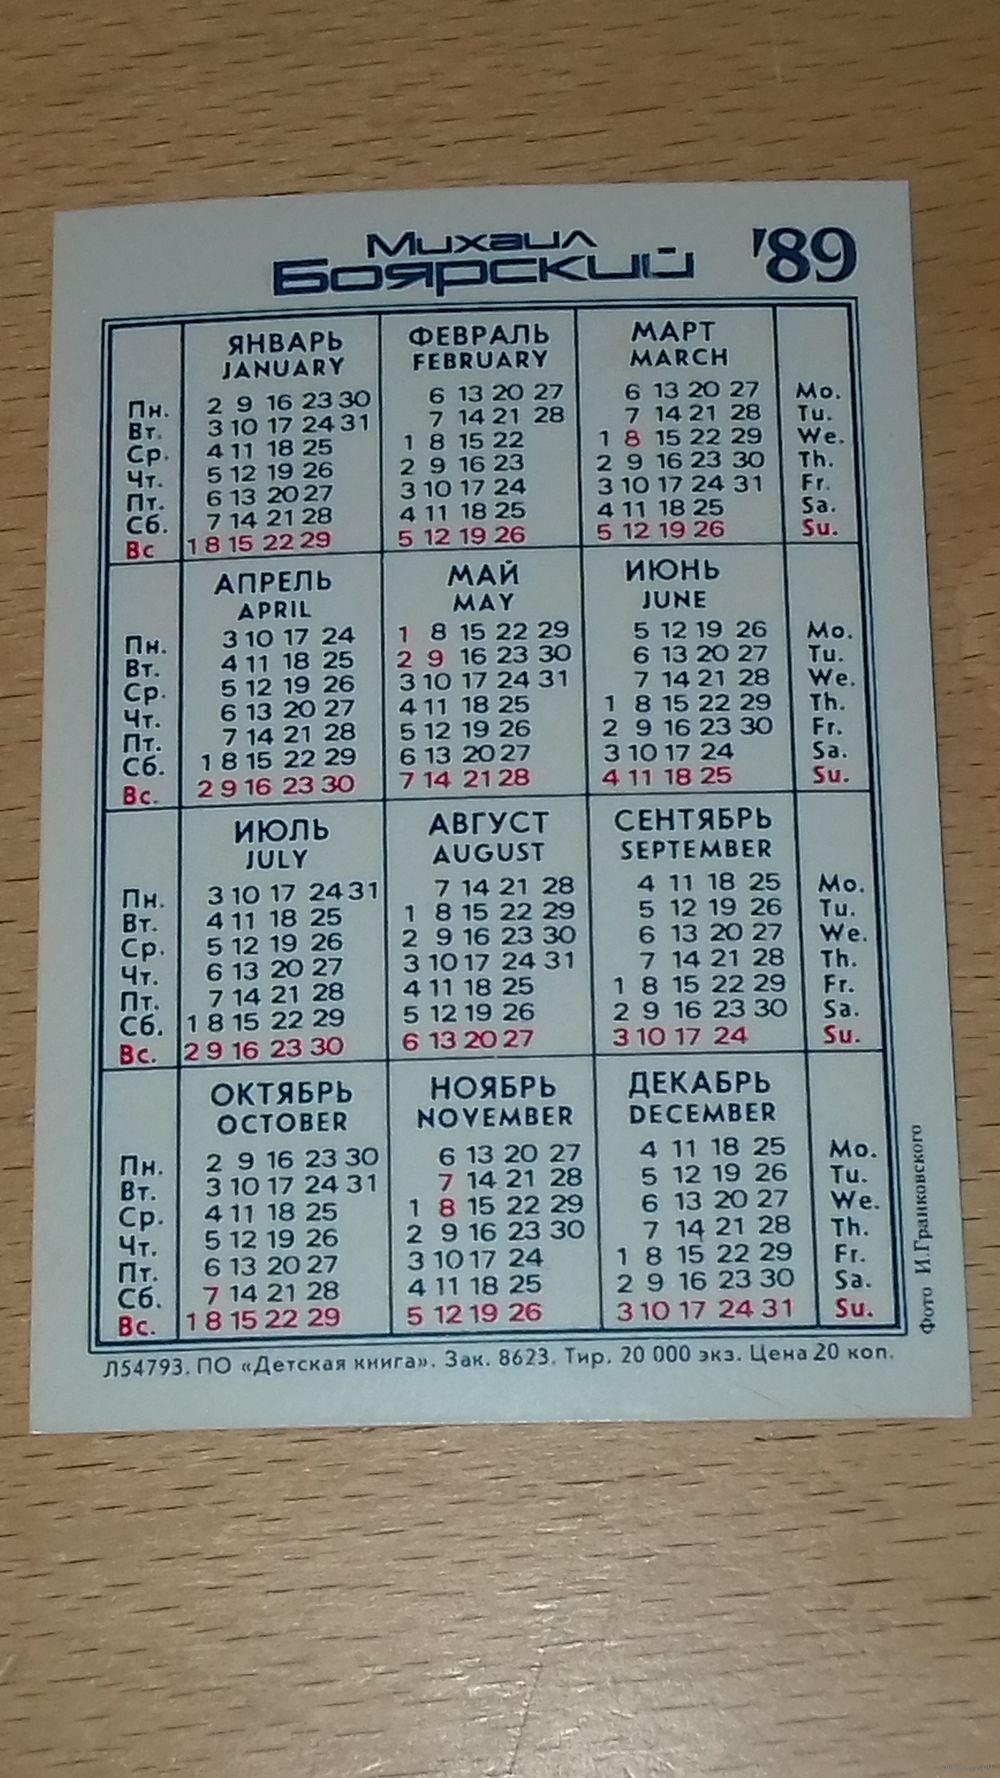 Михаил
Боярский '89
ЯНВАРЬ ФЕВРАЛЬ МАРТ
JANUARY FEBRUARY MARCH
Пн. 2 9 16 23 30 6 13 20 27 6 13 20 27 Mo.
Вт. 3 10 17 24 31 7 14 21 28 7 14 21 28 Tu.
Ср. 4 11 18 25 1 8 15 22 1 8 15 22 29 We.
Чт. 5 12 19 26 2 9 16 23 2 9 16 23 30 Th.
Пт. 6 13 20 27 3 10 17 24 3 10 17 24 31 Fr.
Сб. 7 14 21 28 4 11 18 25 4 11 18 25 Sa.
Вс 1 8 15 22 29 5 12 19 26 5 12 19 26 Su.
АПРЕЛЬ МАЙ ИЮНЬ
APRIL MAY JUNE
Пн. 3 10 17 24 1 8 15 22 29 5 12 19 26 Mo.
Вт. 4 11 18 25 2 9 16 23 30 6 13 20 27 Tu.
Ср. 5 12 19 26 3 10 17 24 31 7 14 21 28 We.
Чт. 6 13 20 27 4 11 18 25 1 8 15 22 29 Th.
Пт. 7 14 21 28 5 12 19 26 2 9 16 23 30 Fr.
Сб. 1 8 15 22 29 6 13 20 27 3 10 17 24 Sa.
Вс. 2 9 16 23 30 7 14 21 28 4 11 18 25 Su.
ИЮЛЬ АВГУСТ СЕНТЯБРЬ
JULY AUGUST SEPTEMBER
Пн. 3 10 17 24 31 7 14 21 28 4 11 18 25 Mo.
Вт. 4 11 18 25 1 8 15 22 29 5 12 19 26 Tu.
Ср. 5 12 19 26 2 9 16 23 30 6 13 20 27 We.
Чт. 6 13 20 27 3 10 17 24 31 7 14 21 28 Th.
Пт. 7 14 21 28 4 11 18 25 1 8 15 22 29 Fr.
Сб. 1 8 15 22 29 5 12 19 26 2 9 16 23 30 Sa.
Вс. 2 9 16 23 30 6 13 20 27 3 10 17 24 Su.
ОКТЯБРЬ НОЯБРЬ ДЕКАБРЬ
OCTOBER NOVEMBER DECEMBER
Пн. 2 9 16 23 30 6 13 20 27 4 11 18 25 Mo.
Вт. 3 10 17 24 31 7 14 21 28 5 12 19 26 Tu.
Ср. 4 11 18 25 1 8 15 22 29 6 13 20 27 We.
Чт. 5 12 19 26 2 9 16 23 30 7 14 21 28 Th.
Пт. 6 13 20 27 3 10 17 24 1 8 15 22 29 Fr.
Сб. 7 14 21 28 4 11 18 25 2 9 16 23 30 Sa.
Вс. 1 8 15 22 29 5 12 19 26 3 10 17 24 31 Su.
Л54793. ПО «Детская книга». Зак. 8623. Тир. 20 000 экз. Цена 20 коп.
Фото И.Гранковского